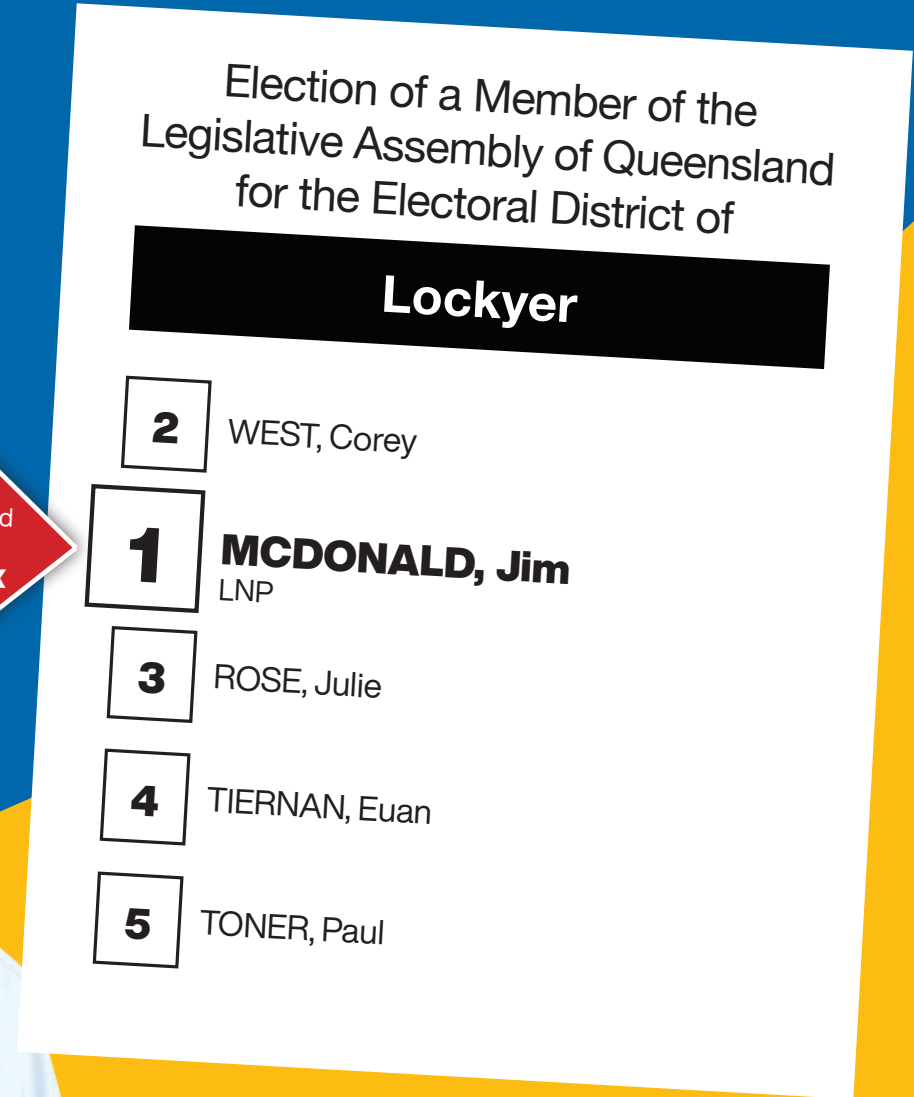 Election of a Member of the
Legislative Assembly of Queensland
for the Electoral District of
Lockyer
2 WEST, Corey
1 MCDONALD, Jim
LNP
3 ROSE, Julie
4 TIERNAN, Euan
5 TONER, Paul